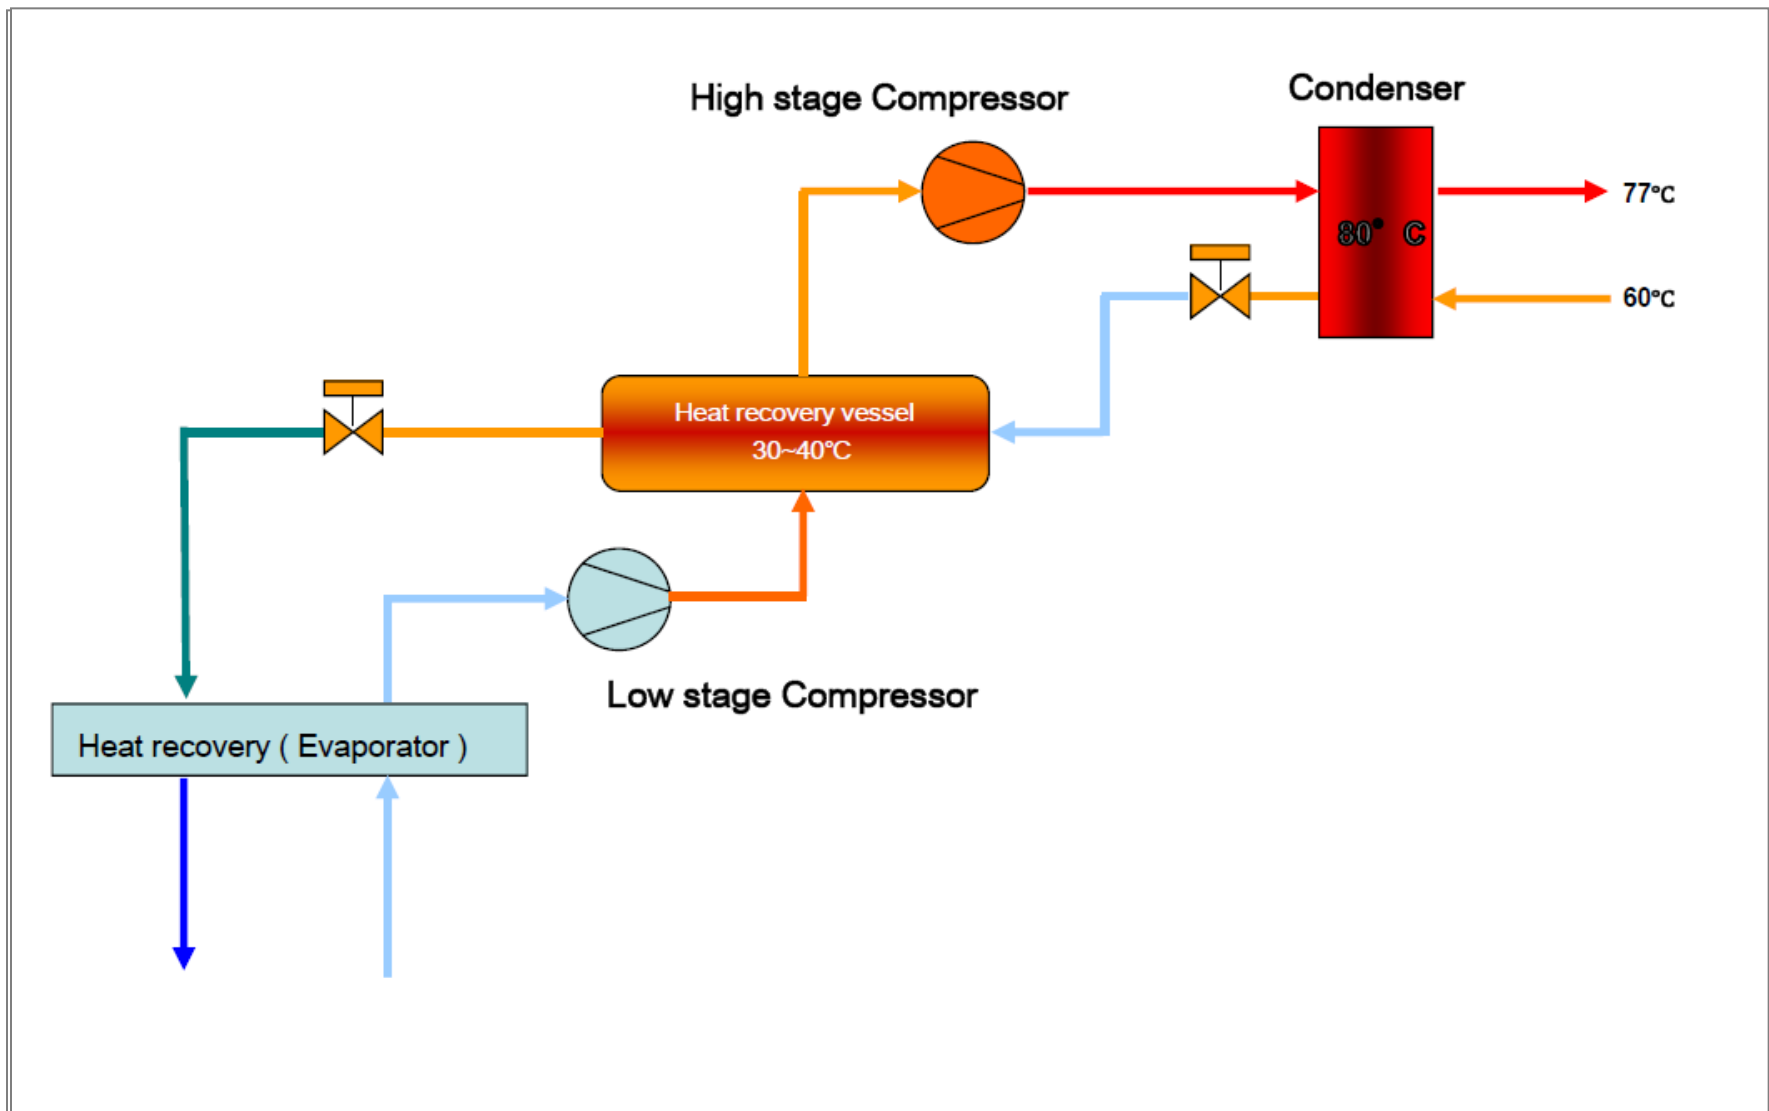 High stage Compressor
Condenser
77°C
80° C
60°C
Heat recovery vessel
30~40°C
Low stage Compressor
Heat recovery ( Evaporator )